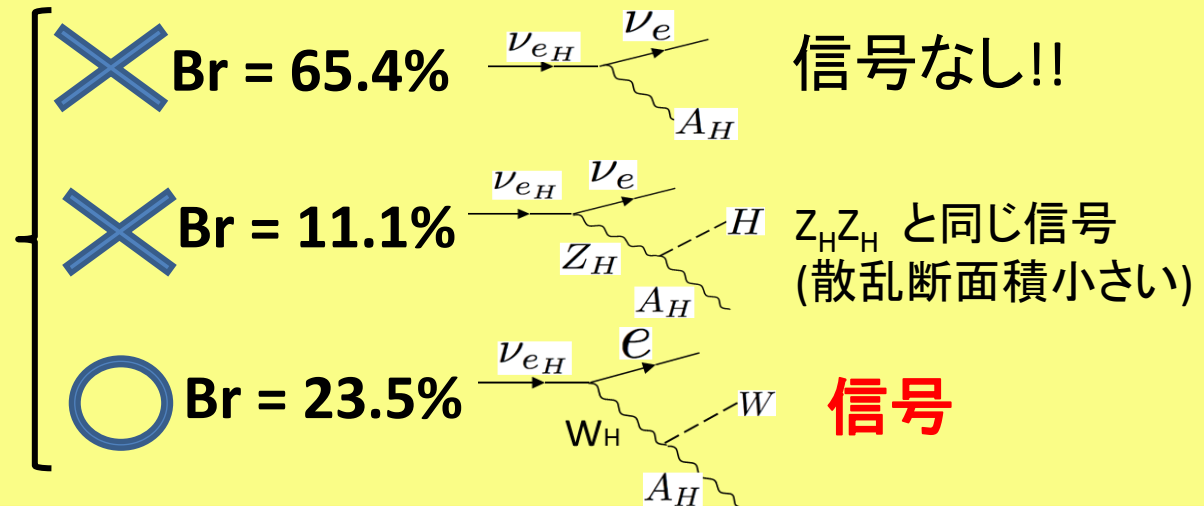 Br = 65.4% ν_{e_H} ν_e A_H 信号なし!!
Br = 11.1% ν_{e_H} ν_e Z_H H A_H
Z_HZ_H と同じ信号
(散乱断面積小さい)
Br = 23.5% ν_{e_H} e W_H W A_H 信号